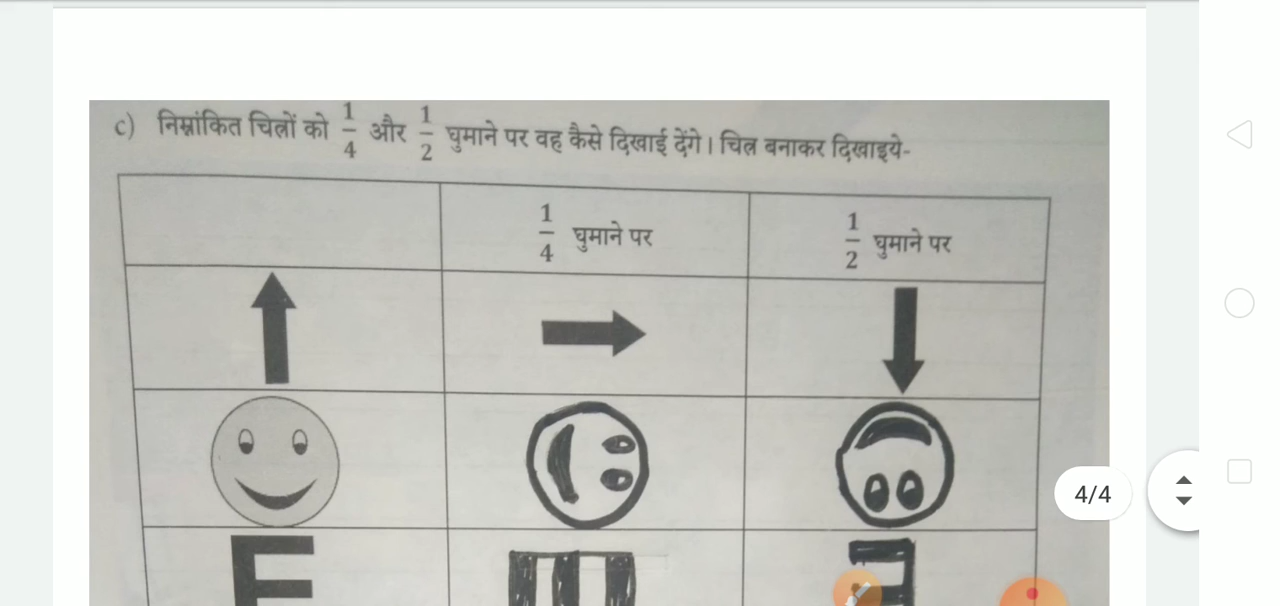 c) निम्नांकित चित्रों को 1/4 और 1/2 घुमाने पर वह कैसे दिखाई देंगे। चित्र बनाकर दिखाइये-
1/4 घुमाने पर
1/2 घुमाने पर
4/4